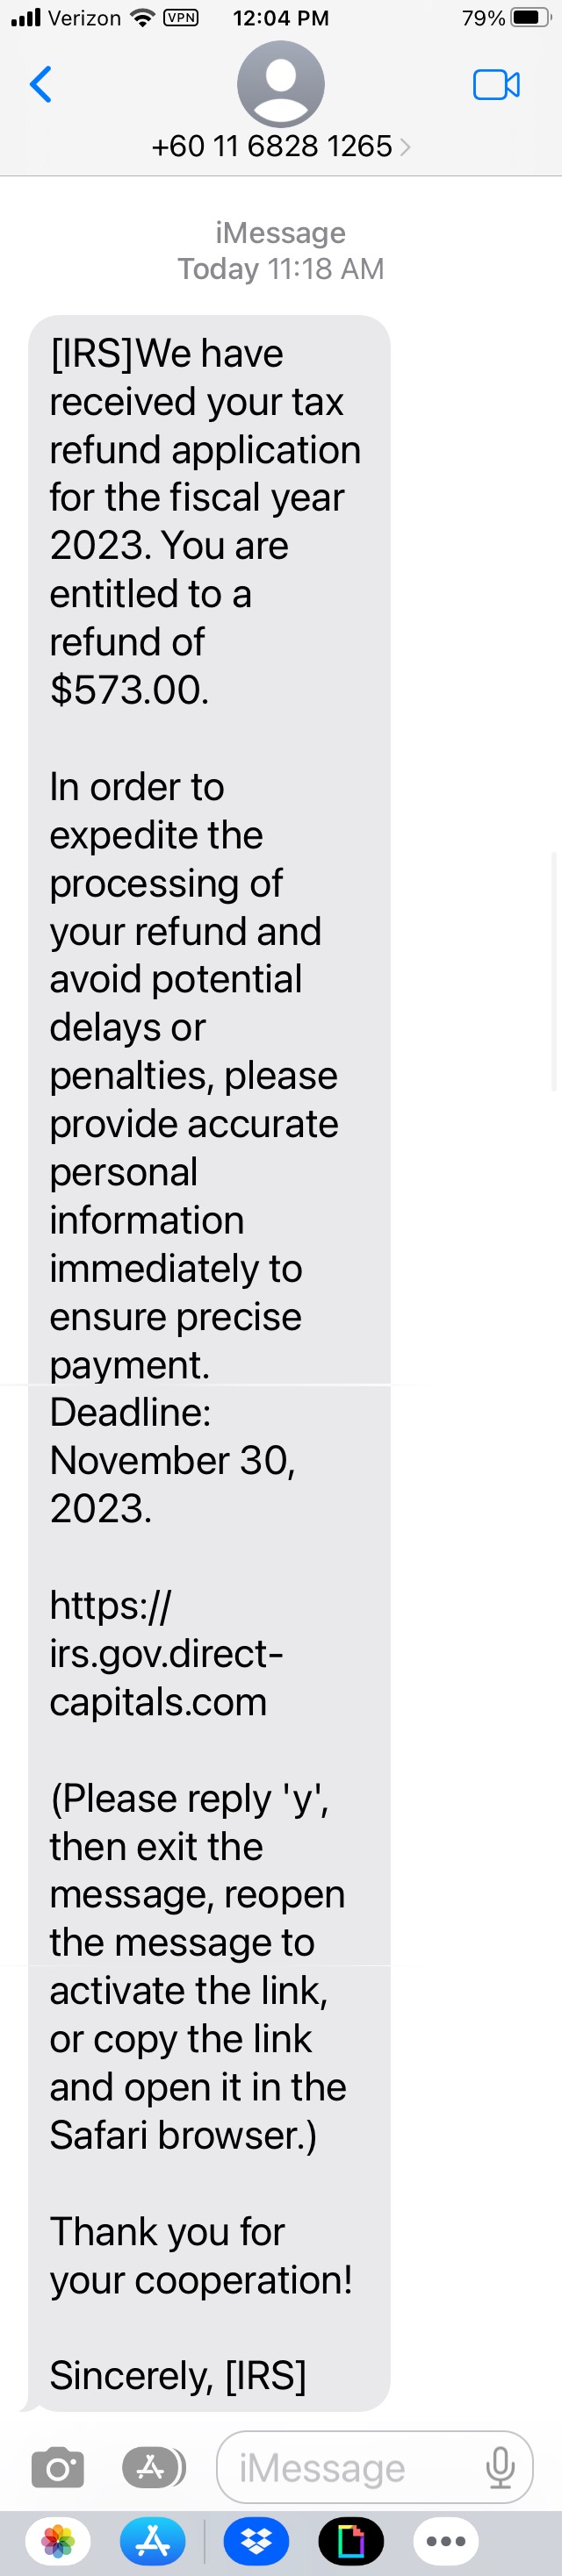 Verizon VPN 12:04 PM 79%
+60 11 6828 1265
iMessage
Today 11:18 AM
[IRS]We have
received your tax
refund application
for the fiscal year
2023. You are
entitled to a
refund of
$573.00.
In order to
expedite the
processing of
your refund and
avoid potential
delays or
penalties, please
provide accurate
personal
information
immediately to
ensure precise
payment.
Deadline:
November 30,
2023.
https://
irs.gov.direct-
capitals.com
(Please reply 'y',
then exit the
message, reopen
the message to
activate the link,
or copy the link
and open it in the
Safari browser.)
Thank you for
your cooperation!
Sincerely, [IRS]
iMessage